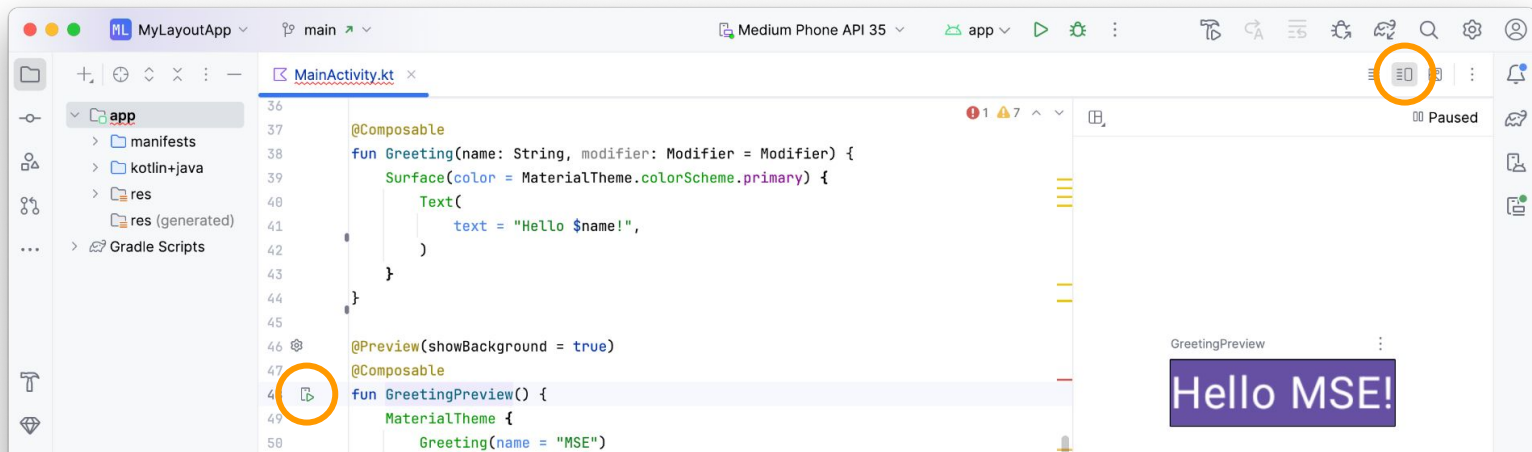 ML MyLayoutApp main Medium Phone API 35 app
MainActivity.kt
app
manifests
kotlin+java
res
res (generated)
Gradle Scripts
1 7
36
37 @Composable
38 fun Greeting(name: String, modifier: Modifier = Modifier) {
39 Surface(color = MaterialTheme.colorScheme.primary) {
40 Text(
41 text = "Hello $name!",
42 )
43 }
44 }
45
46 @Preview(showBackground = true)
47 @Composable
48 fun GreetingPreview() {
49 MaterialTheme {
50 Greeting(name = "MSE")
Paused
GreetingPreview
Hello MSE!